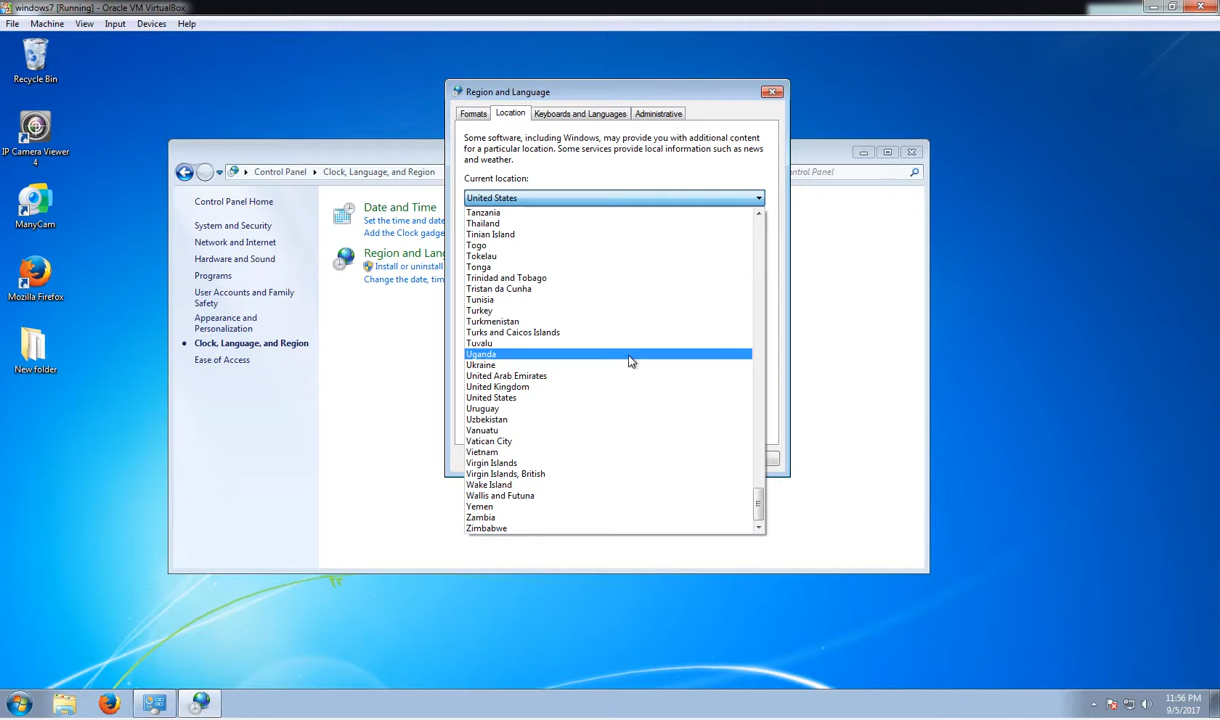 windows7 [Running] - Oracle VM VirtualBox
File Machine View Input Devices Help
Recycle Bin
IP Camera Viewer
4
ManyCam
Mozilla Firefox
New folder
Control Panel Clock, Language, and Region
ontrol Panel
Control Panel Home
System and Security
Network and Internet
Hardware and Sound
Programs
User Accounts and Family
Safety
Appearance and
Personalization
Clock, Language, and Region
Ease of Access
Date and Time
Set the time and date
Add the Clock gadge
Region and Lang
Install or uninstall
Change the date, tim
Region and Language
Formats Location Keyboards and Languages Administrative
Some software, including Windows, may provide you with additional content
for a particular location. Some services provide local information such as news
and weather.
Current location:
United States
Tanzania
Thailand
Tinian Island
Togo
Tokelau
Tonga
Trinidad and Tobago
Tristan da Cunha
Tunisia
Turkey
Turkmenistan
Turks and Caicos Islands
Tuvalu
Uganda
Ukraine
United Arab Emirates
United Kingdom
United States
Uruguay
Uzbekistan
Vanuatu
Vatican City
Vietnam
Virgin Islands
Virgin Islands, British
Wake Island
Wallis and Futuna
Yemen
Zambia
Zimbabwe
11:56 PM
9/5/2017